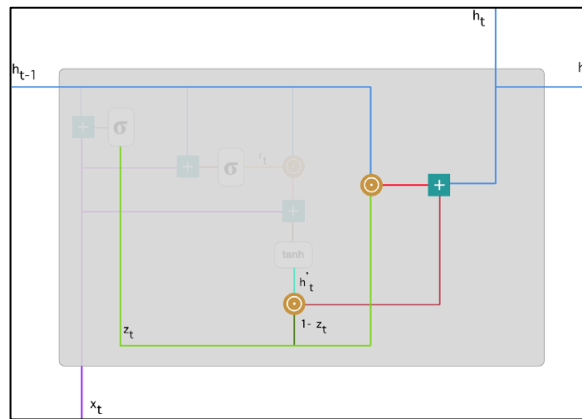 h_t
h_{t-1}
h
+
σ
+
σ
r_t
+
+
tanh
h'_t
z_t
1- z_t
x_t